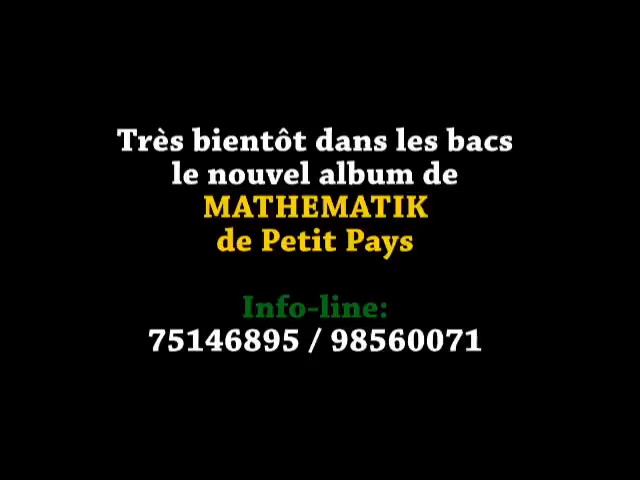 Très bientôt dans les bacs
le nouvel album de
MATHEMATIK
de Petit Pays
Info-line:
75146895 / 98560071